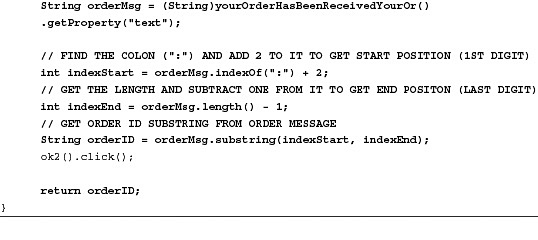 String orderMsg = (String)yourOrderHasBeenReceivedYourOr()
.getProperty("text");
// FIND THE COLON (":") AND ADD 2 TO IT TO GET START POSITION (1ST DIGIT)
int indexStart = orderMsg.indexOf(":") + 2;
// GET THE LENGTH AND SUBTRACT ONE FROM IT TO GET END POSITON (LAST DIGIT)
int indexEnd = orderMsg.length() - 1;
// GET ORDER ID SUBSTRING FROM ORDER MESSAGE
String orderID = orderMsg.substring(indexStart, indexEnd);
ok2().click();
return orderID;
}